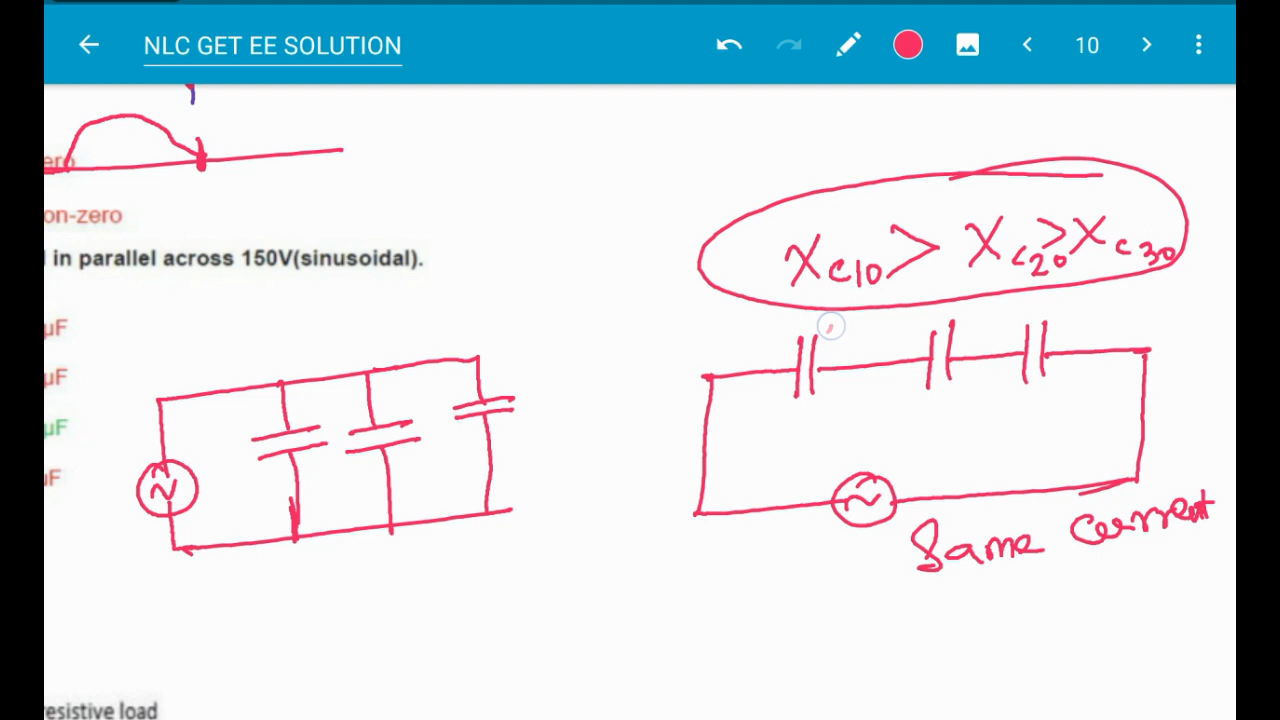 NLC GET EE SOLUTION
10
ero
on-zero
in parallel across 150V(sinusoidal).
XC10 > XC20 > XC30
μF
μF
μF
μF
Same current
esistive load